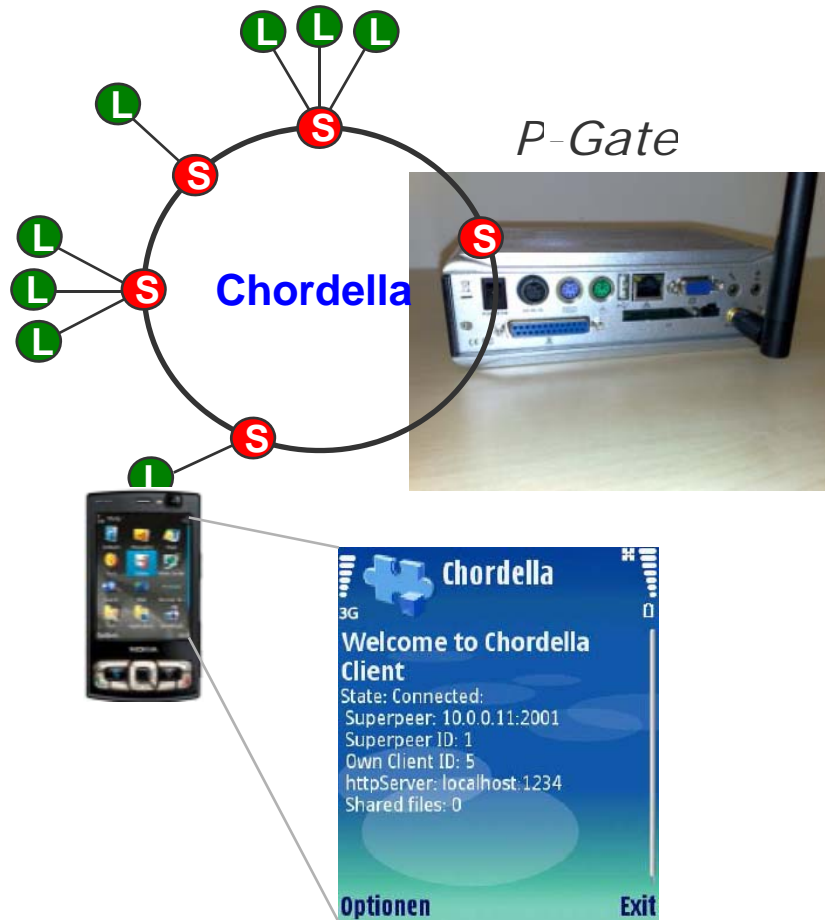 L L L
L
S
P-Gate
S
S
L
L
S
Chordella
L
S
L
NOKIA
Chordella
3G
Welcome to Chordella
Client
State: Connected:
Superpeer: 10.0.0.11:2001
Superpeer ID: 1
Own Client ID: 5
httpServer: localhost:1234
Shared files: 0
Optionen Exit